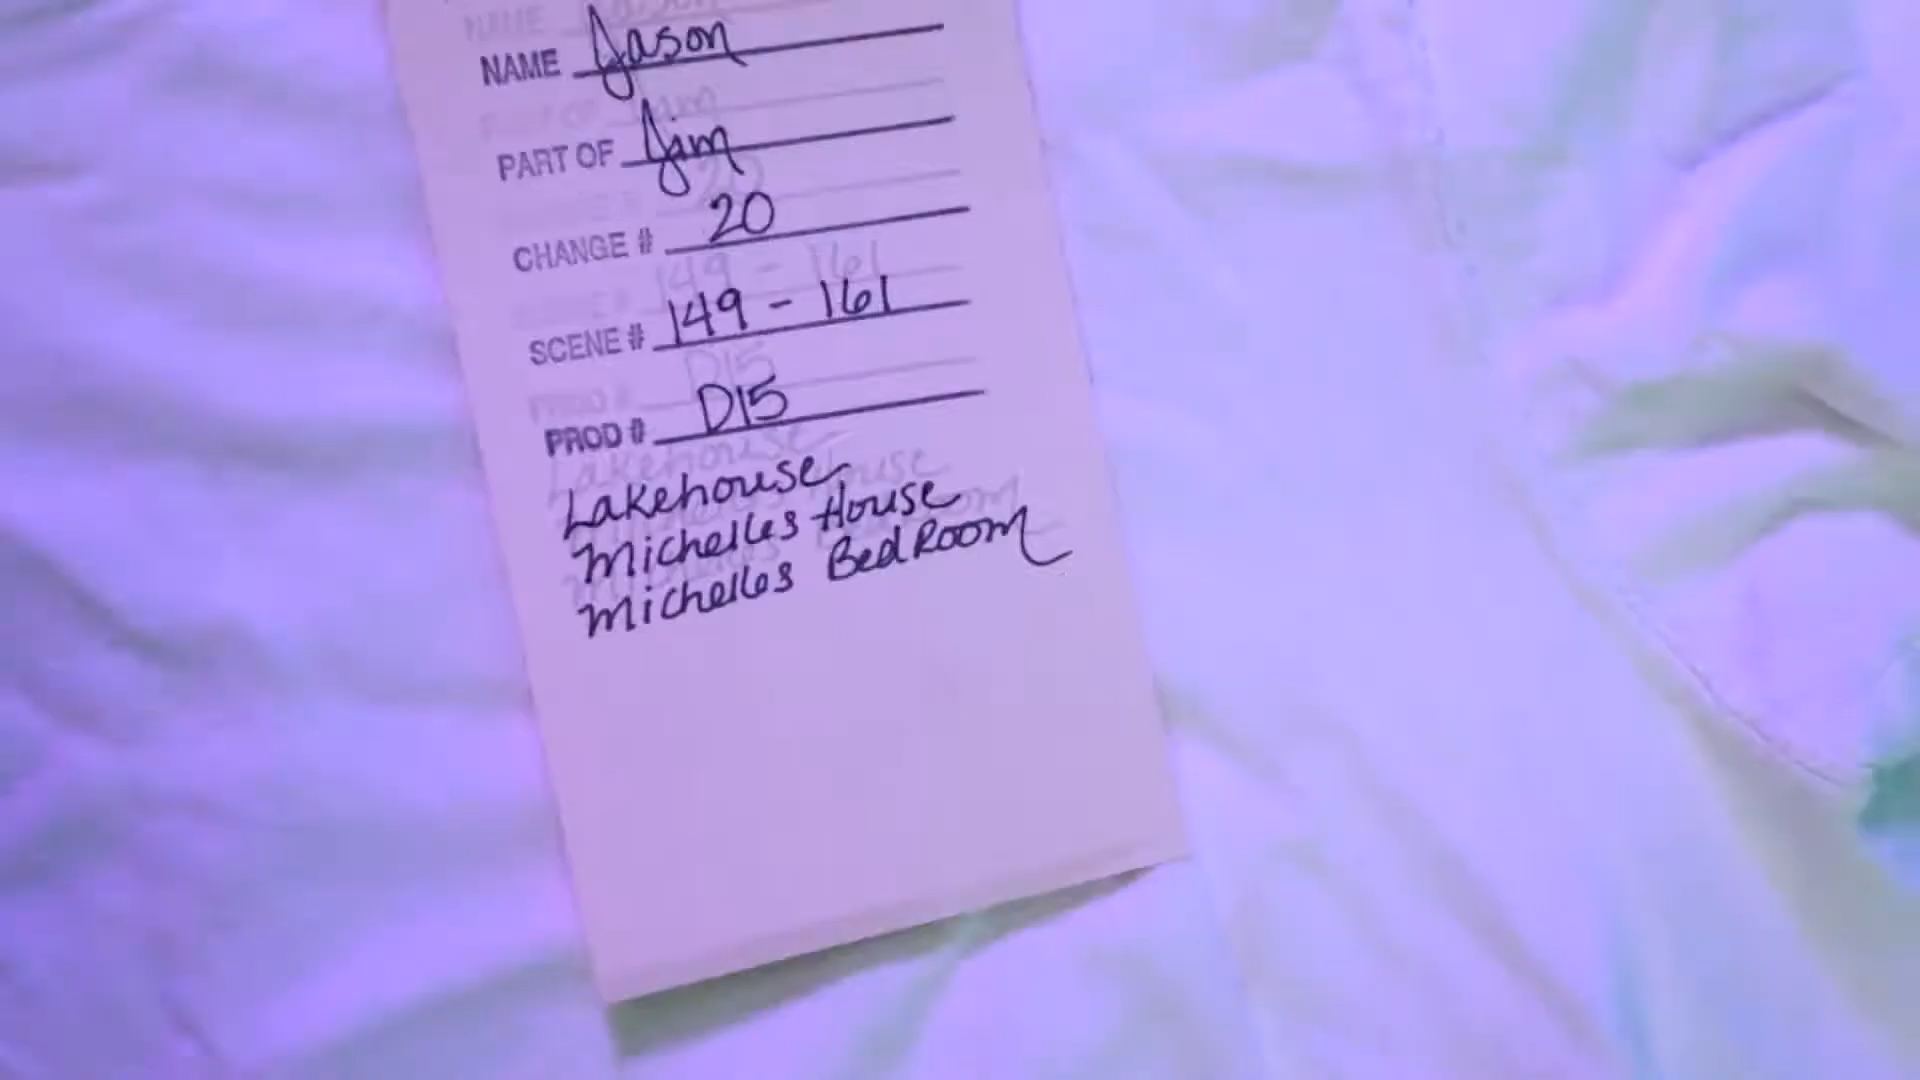 NAME Jason
PART OF Jim
CHANGE # 20
SCENE # 149 - 161
PROD # D15
Lakehouse
Michelles House
Michelles BedRoom